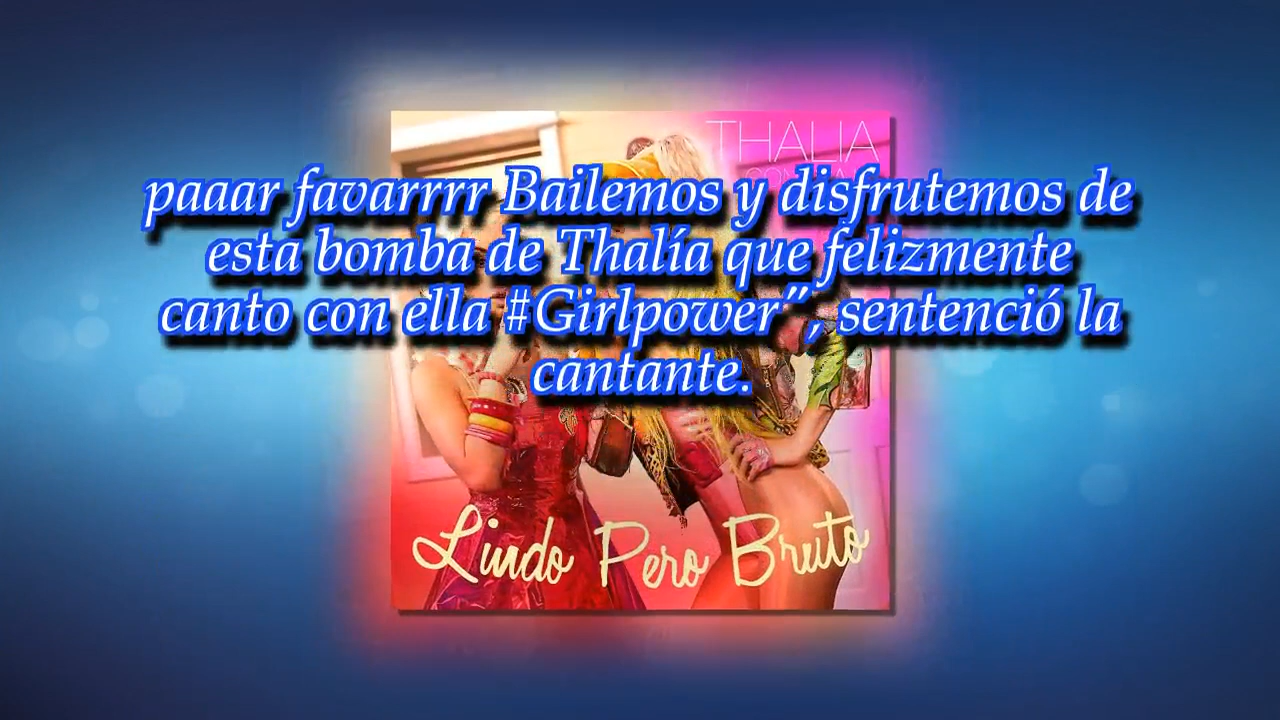 THALIA
paaar favarrrr Bailemos y disfrutemos de
esta bomba de Thalía que felizmente
canto con ella #Girlpower”, sentenció la
cantante.
Lindo Pero Bruto